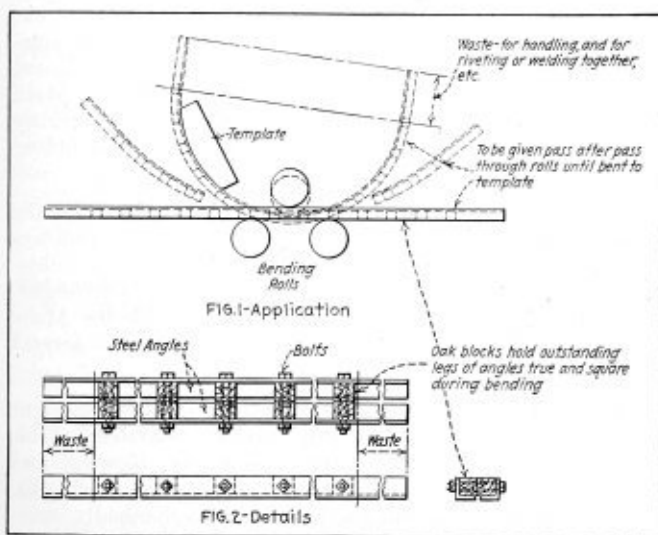 Waste-for handling, and for
riveting or welding together,
etc.
Template
To be given pass after pass
through rolls until bent to
template
Bending
Rolls
FIG.1-Application
Steel Angles
Bolts
Oak blocks hold outstanding
legs of angles true and square
during bending
Waste
Waste
FIG.2-Details